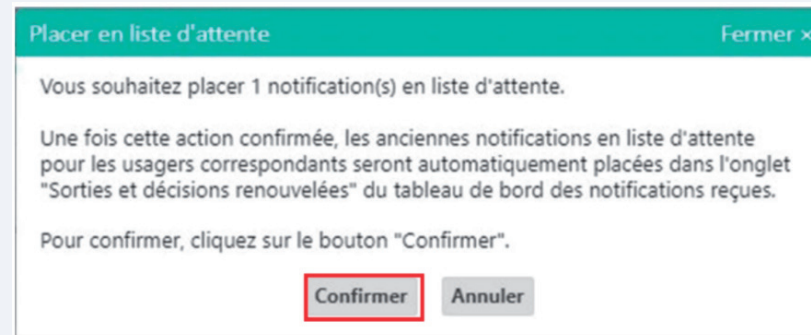 Placer en liste d'attente Fermer ×
Vous souhaitez placer 1 notification(s) en liste d'attente.
Une fois cette action confirmée, les anciennes notifications en liste d'attente
pour les usagers correspondants seront automatiquement placées dans l'onglet
"Sorties et décisions renouvelées" du tableau de bord des notifications reçues.
Pour confirmer, cliquez sur le bouton "Confirmer".
Confirmer Annuler